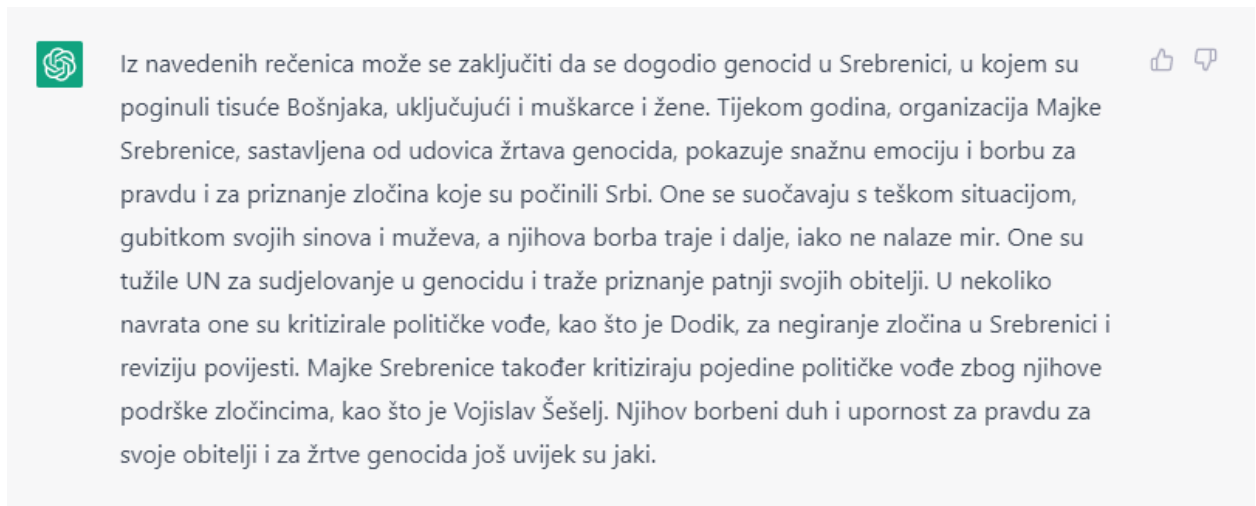 Iz navedenih rečenica može se zaključiti da se dogodio genocid u Srebrenici, u kojem su
poginuli tisuće Bošnjaka, uključujući i muškarce i žene. Tijekom godina, organizacija Majke
Srebrenice, sastavljena od udovica žrtava genocida, pokazuje snažnu emociju i borbu za
pravdu i za priznanje zločina koje su počinili Srbi. One se suočavaju s teškom situacijom,
gubitkom svojih sinova i muževa, a njihova borba traje i dalje, iako ne nalaze mir. One su
tužile UN za sudjelovanje u genocidu i traže priznanje patnji svojih obitelji. U nekoliko
navrata one su kritizirale političke vođe, kao što je Dodik, za negiranje zločina u Srebrenici i
reviziju povijesti. Majke Srebrenice također kritiziraju pojedine političke vođe zbog njihove
podrške zločincima, kao što je Vojislav Šešelj. Njihov borbeni duh i upornost za pravdu za
svoje obitelji i za žrtve genocida još uvijek su jaki.